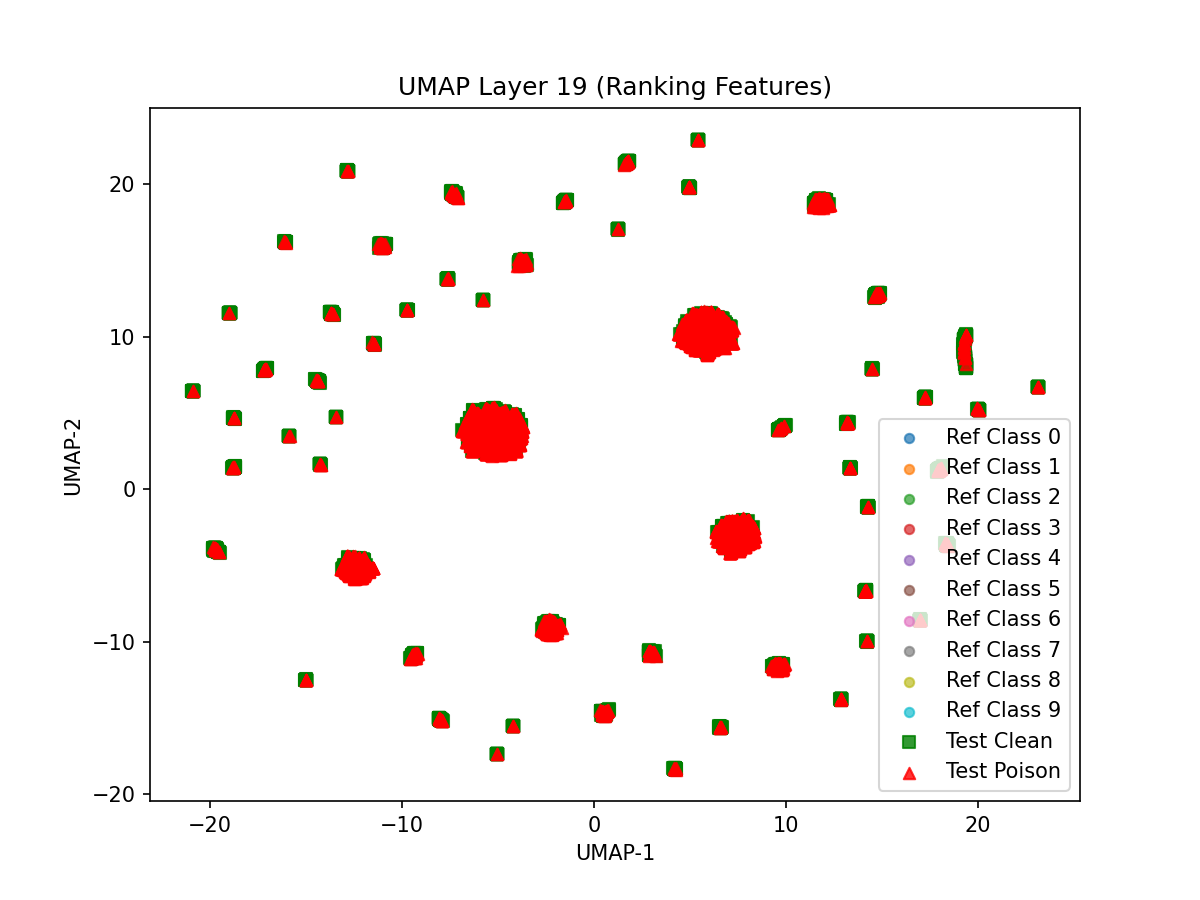 UMAP Layer 19 (Ranking Features)
20
10
0
−10
−20
UMAP-2
Ref Class 0
Ref Class 1
Ref Class 2
Ref Class 3
Ref Class 4
Ref Class 5
Ref Class 6
Ref Class 7
Ref Class 8
Ref Class 9
Test Clean
Test Poison
−20 −10 0 10 20
UMAP-1